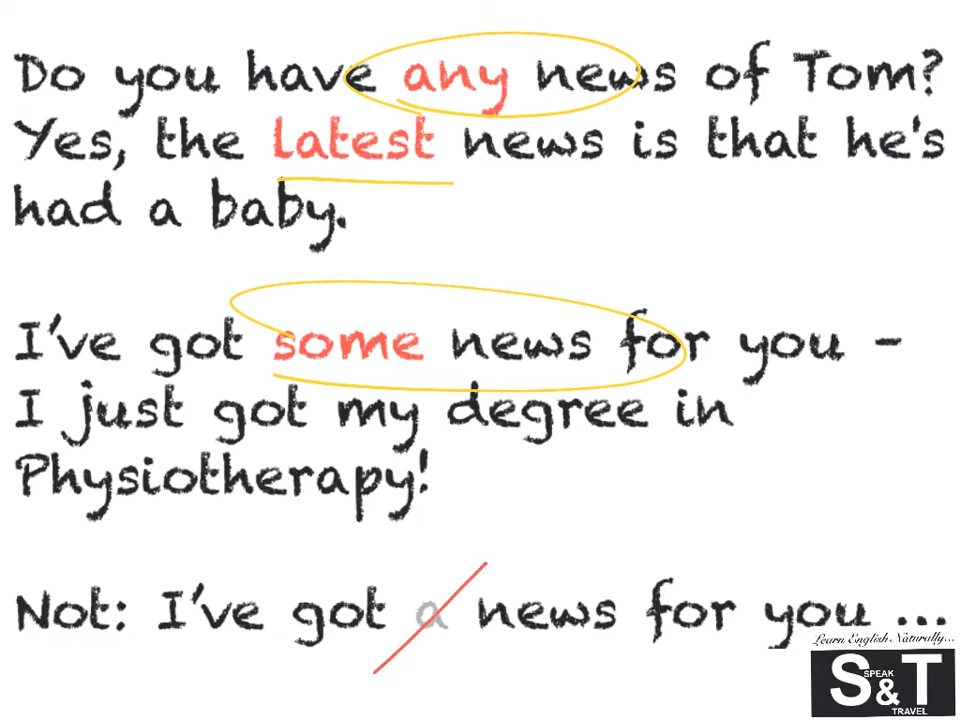 Do you have any news of Tom?
Yes, the latest news is that he's
had a baby.
I've got some news for you -
I just got my degree in
Physiotherapy!
Not: I've got a news for you ...
Learn English Naturally...
S&T
SPEAK
TRAVEL